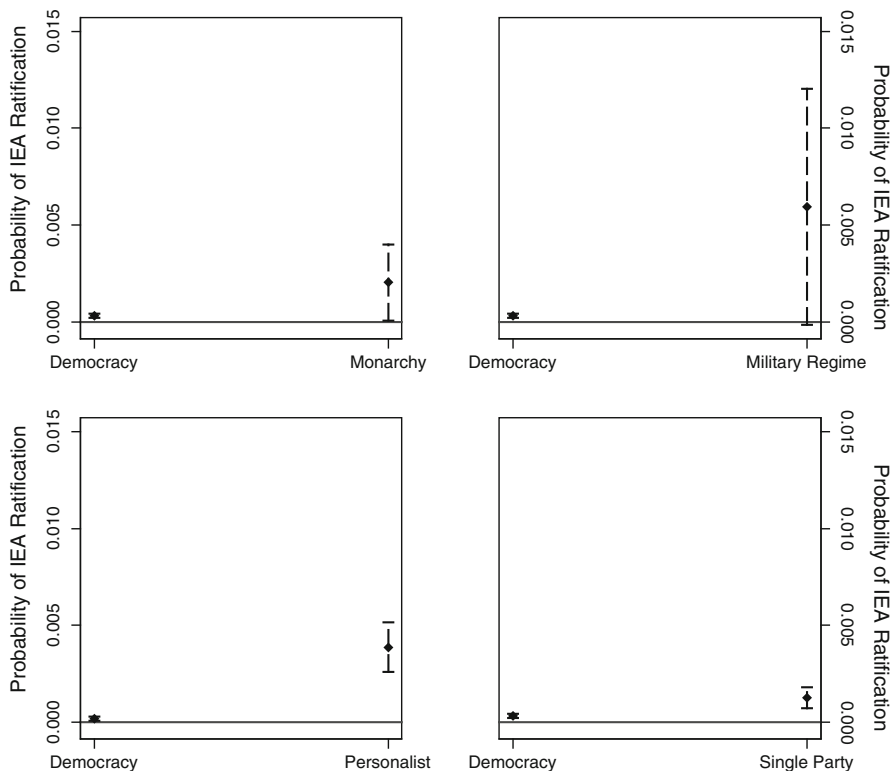 Probability of IEA Ratification
0.015
0.010
0.005
0.000
Democracy
Monarchy
0.015
0.010
0.005
0.000
Probability of IEA Ratification
Democracy
Military Regime
Probability of IEA Ratification
0.015
0.010
0.005
0.000
Democracy
Personalist
0.015
0.010
0.005
0.000
Probability of IEA Ratification
Democracy
Single Party